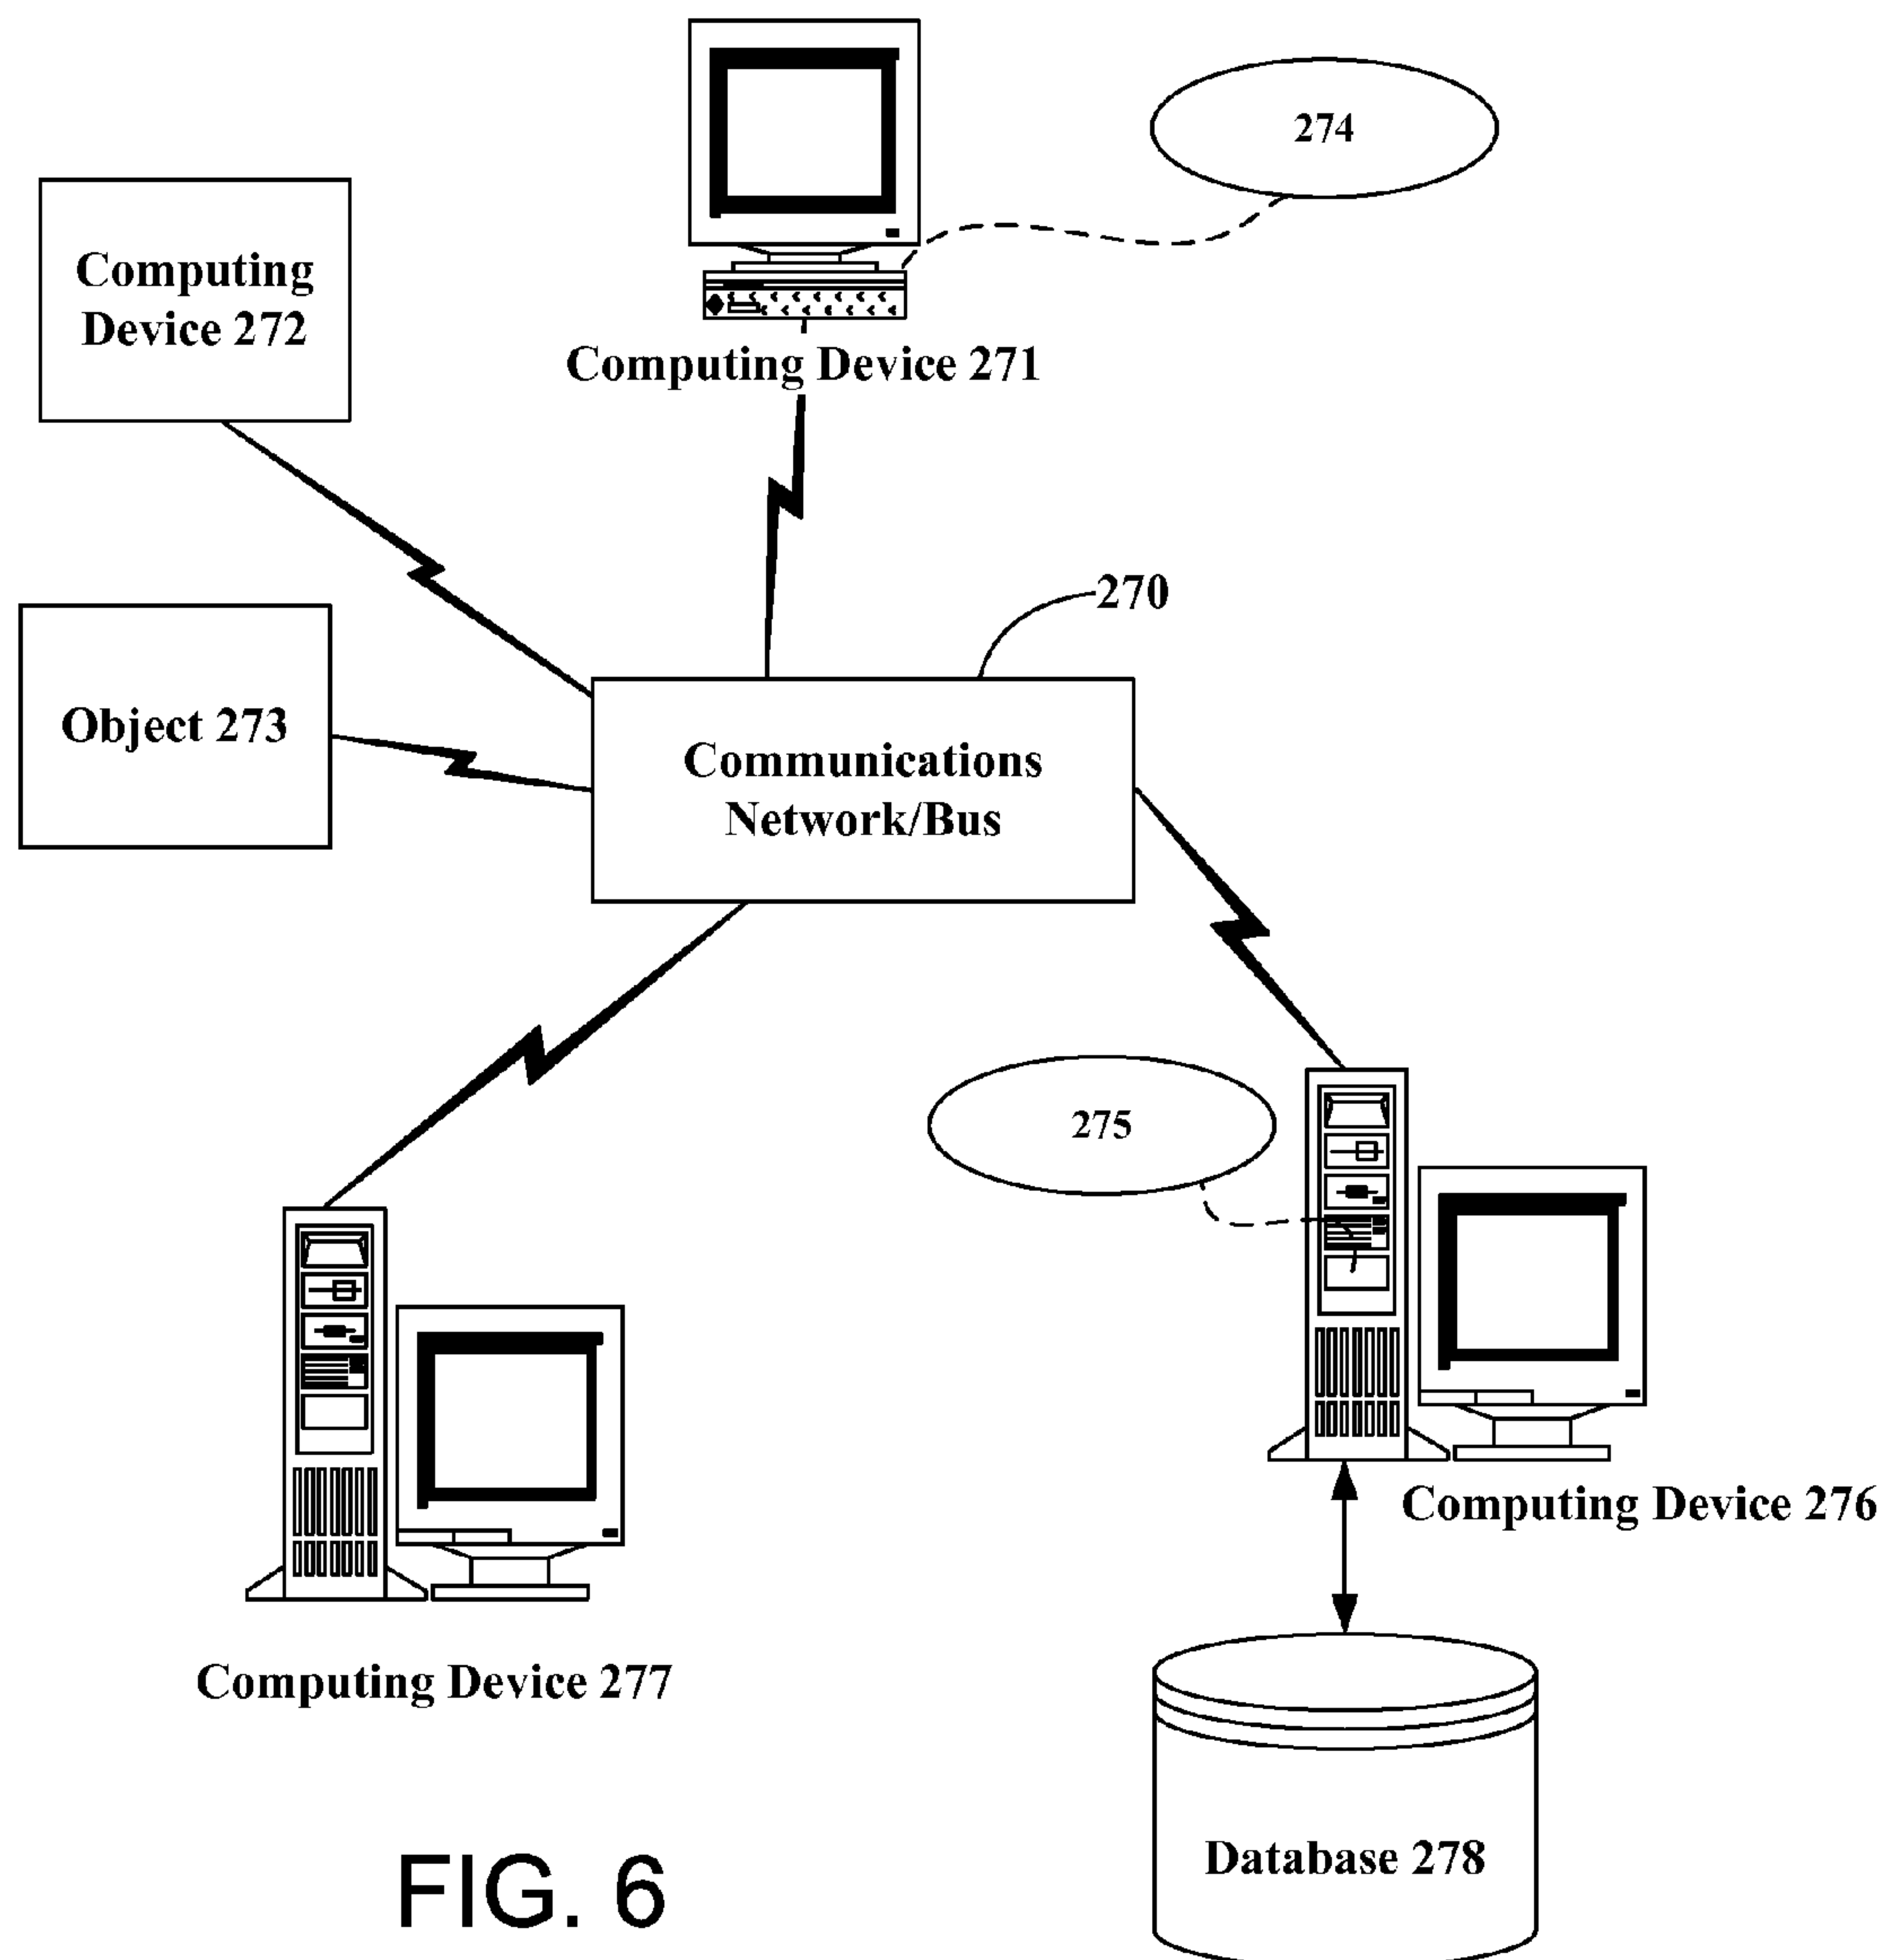 274
Computing
Device 272
Computing Device 271
270
Object 273
Communications
Network/Bus
275
Computing Device 276
Computing Device 277
Database 278
FIG. 6